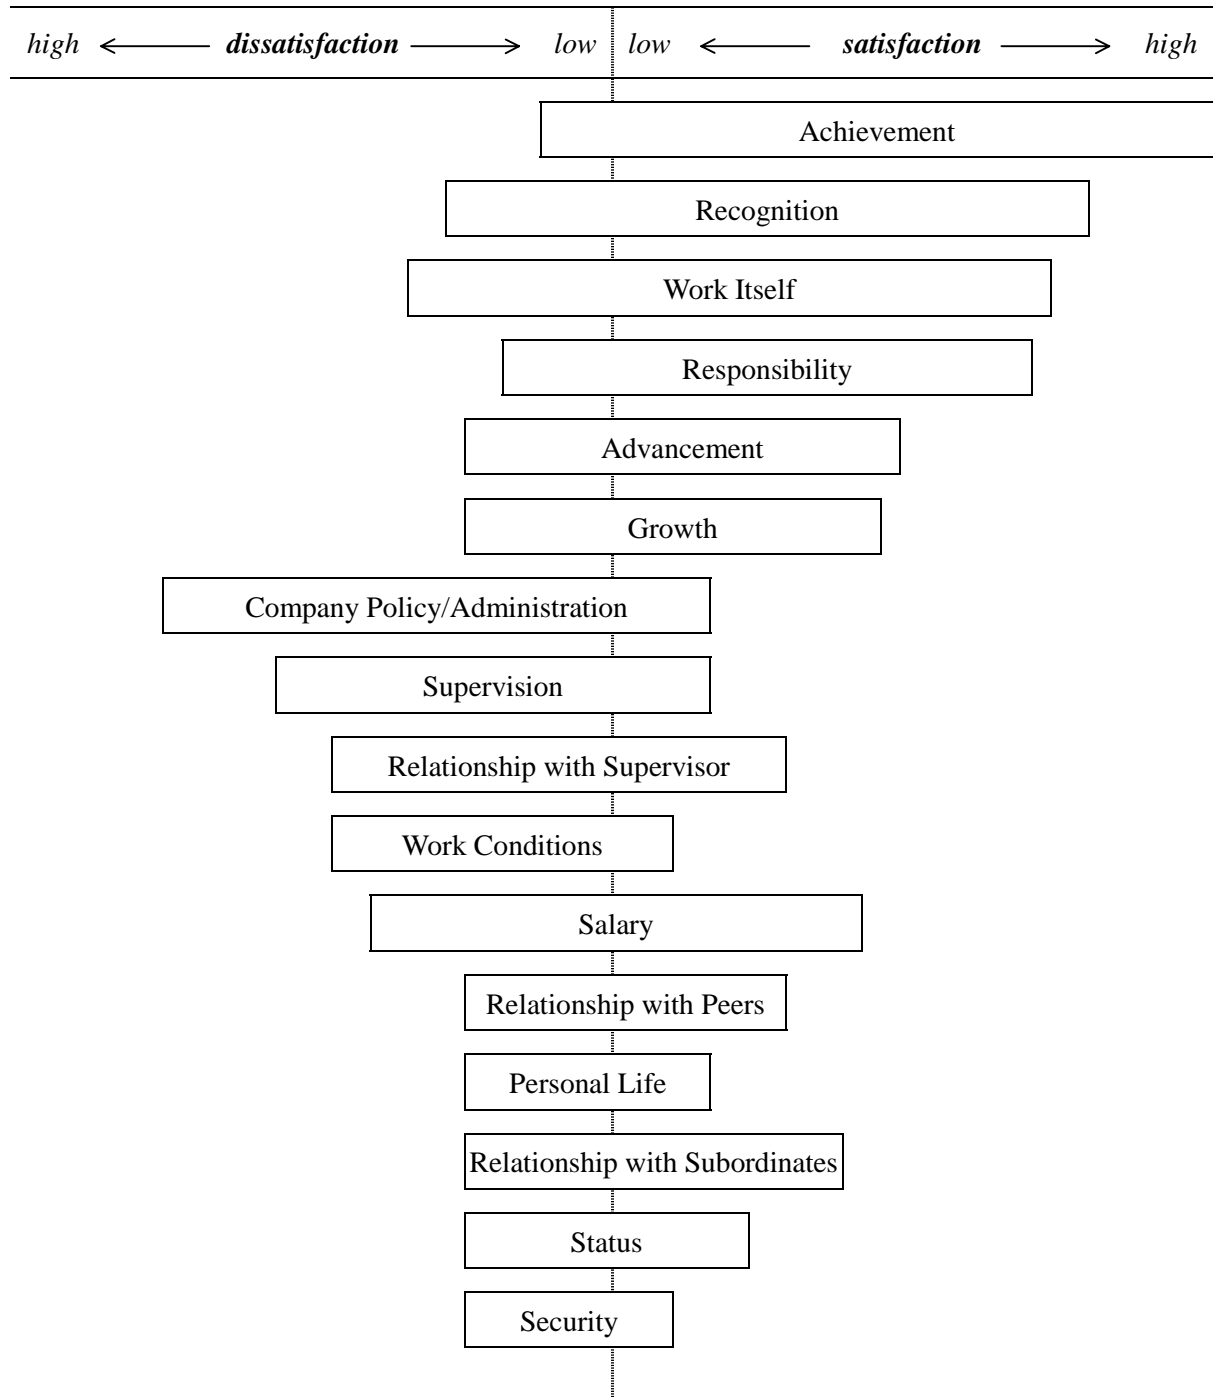 high dissatisfaction low low satisfaction high
Achievement
Recognition
Work Itself
Responsibility
Advancement
Growth
Company Policy/Administration
Supervision
Relationship with Supervisor
Work Conditions
Salary
Relationship with Peers
Personal Life
Relationship with Subordinates
Status
Security